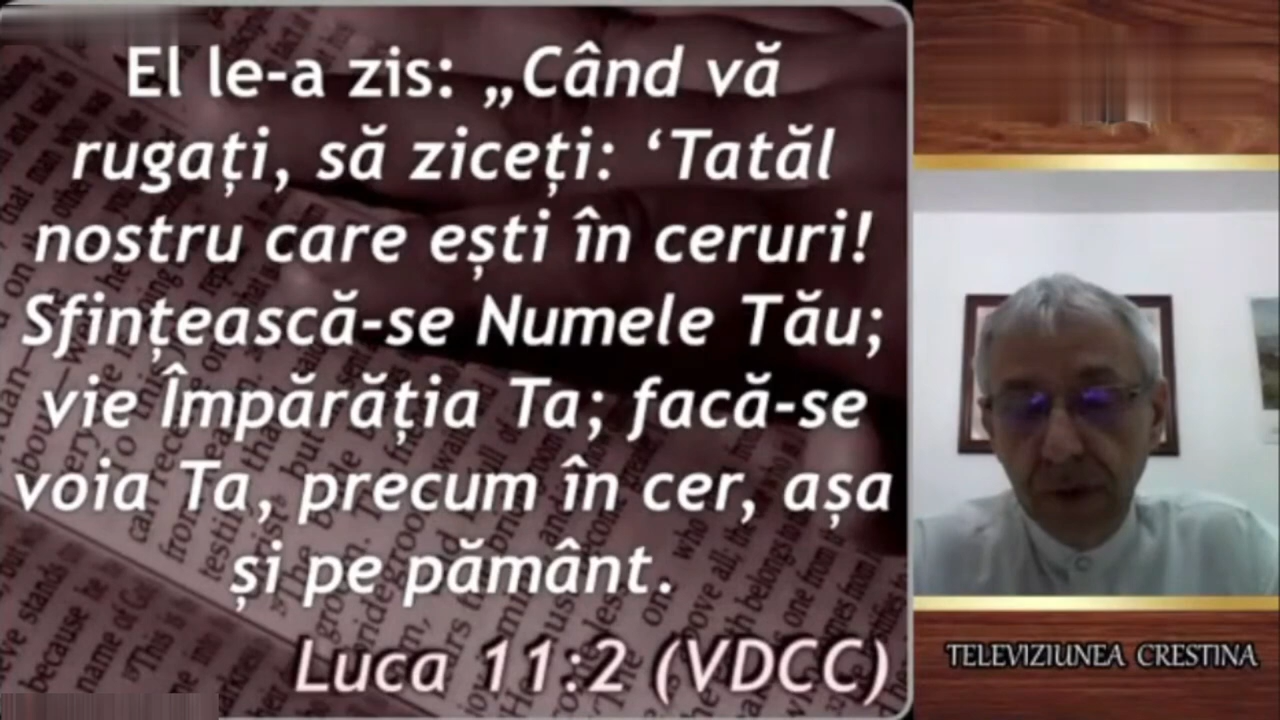 El le-a zis: „Când vă
rugați, să ziceți: ‘Tatăl
nostru care ești în ceruri!
Sfințească-se Numele Tău;
vie Împărăția Ta; facă-se
voia Ta, precum în cer, așa
și pe pământ.
Luca 11:2 (VDCC)
TELEVIZIUNEA CRESTINA